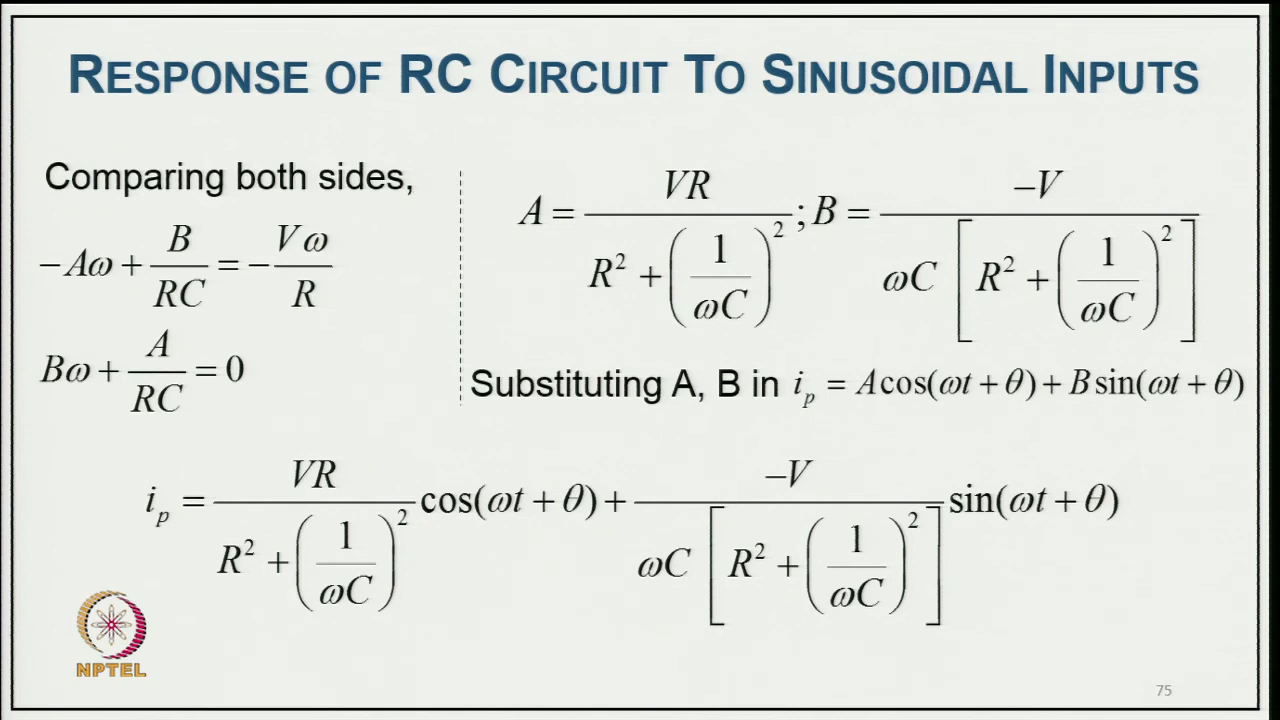 RESPONSE OF RC CIRCUIT TO SINUSOIDAL INPUTS
Comparing both sides,
−Aω + B/RC = −Vω/R
Bω + A/RC = 0
A = VR/(R² + (1/ωC)²) ; B = −V/(ωC [R² + (1/ωC)²])
Substituting A, B in i_p = A cos(ωt + θ) + B sin(ωt + θ)
i_p = VR/(R² + (1/ωC)²) cos(ωt + θ) + −V/(ωC [R² + (1/ωC)²]) sin(ωt + θ)
NPTEL
75